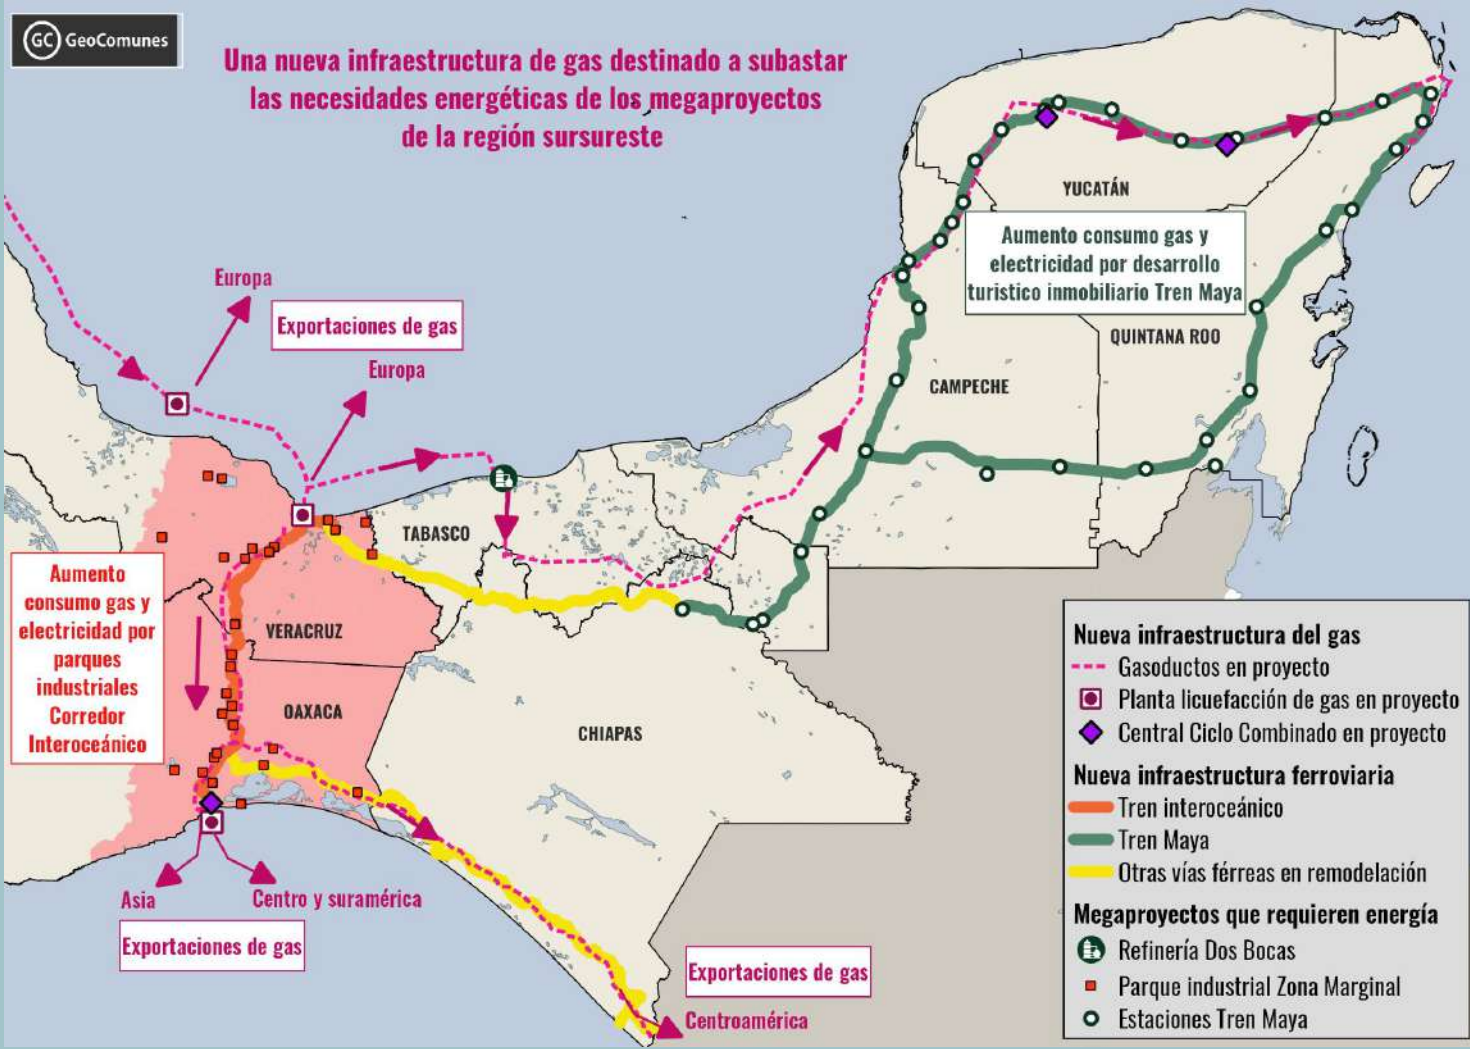 GC GeoComunes
Una nueva infraestructura de gas destinado a subastar
las necesidades energéticas de los megaproyectos
de la región sursureste
Europa
Exportaciones de gas
Europa
YUCATÁN
Aumento consumo gas y
electricidad por desarrollo
turistico inmobiliario Tren Maya
QUINTANA ROO
CAMPECHE
TABASCO
Aumento
consumo gas y
electricidad por
parques
industriales
Corredor
Interoceánico
VERACRUZ
OAXACA
CHIAPAS
Asia
Centro y suramérica
Exportaciones de gas
Exportaciones de gas
Centroamérica
Nueva infraestructura del gas
Gasoductos en proyecto
Planta licuefacción de gas en proyecto
Central Ciclo Combinado en proyecto
Nueva infraestructura ferroviaria
Tren interoceánico
Tren Maya
Otras vías férreas en remodelación
Megaproyectos que requieren energía
Refinería Dos Bocas
Parque industrial Zona Marginal
Estaciones Tren Maya